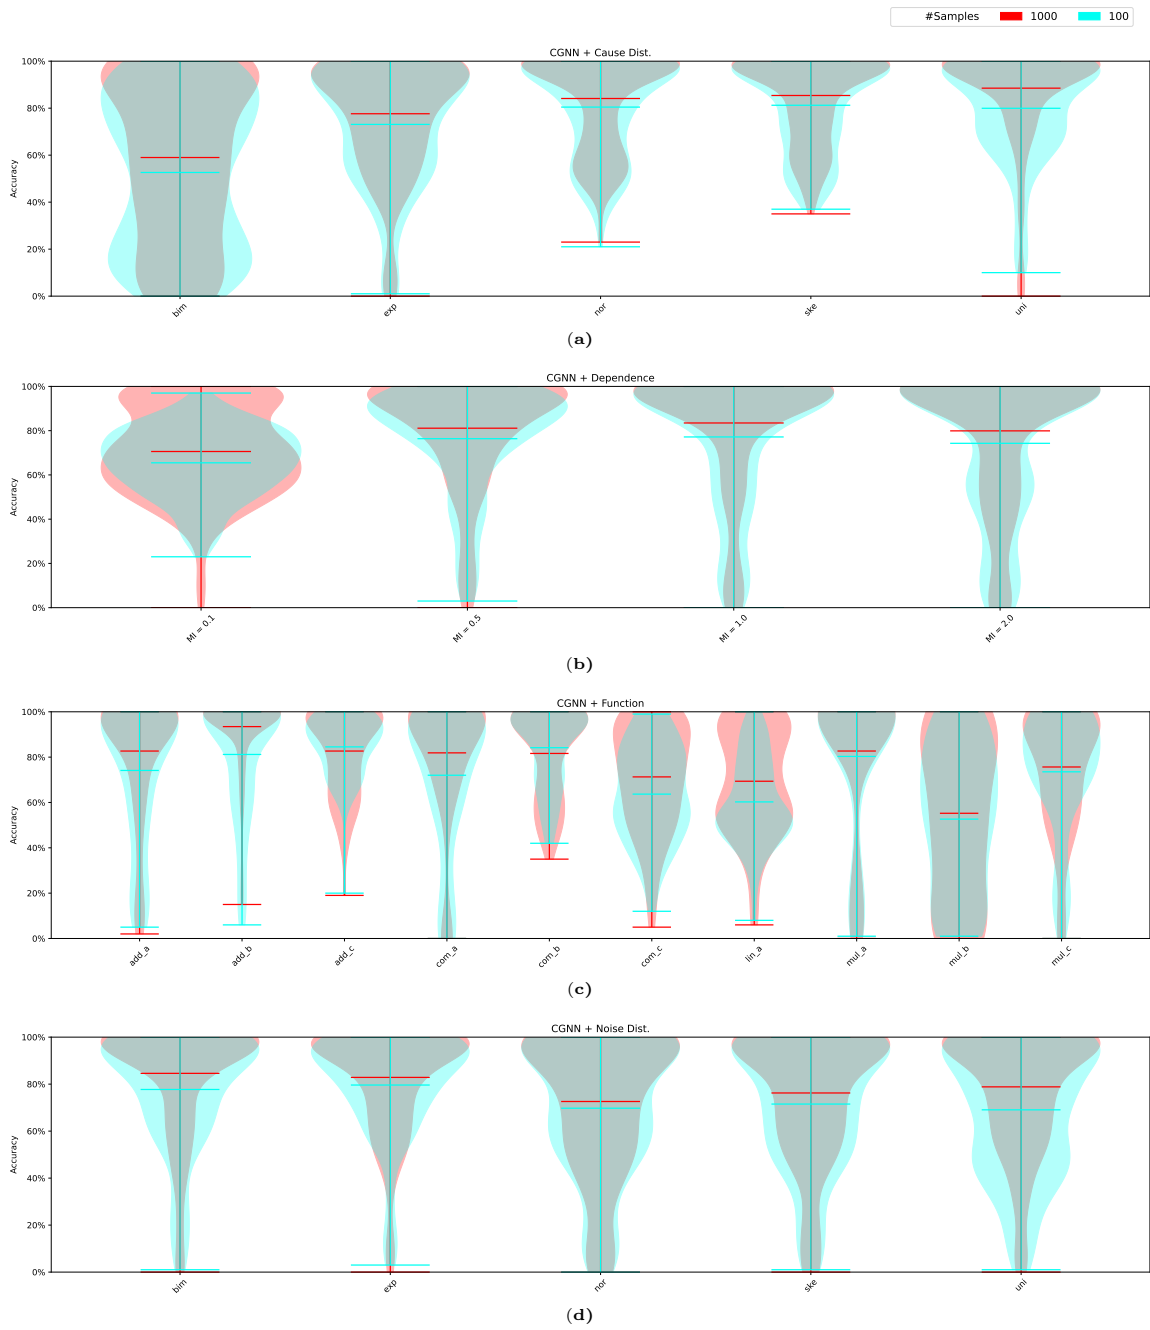 #Samples 1000 100
CGNN + Cause Dist.
100%
80%
60%
40%
20%
0%
Accuracy
bim exp nor ske uni
(a)
CGNN + Dependence
100%
80%
60%
40%
20%
0%
Accuracy
MI = 0.1 MI = 0.5 MI = 1.0 MI = 2.0
(b)
CGNN + Function
100%
80%
60%
40%
20%
0%
Accuracy
add_a add_b add_c com_a com_b com_c lin_a mul_a mul_b mul_c
(c)
CGNN + Noise Dist.
100%
80%
60%
40%
20%
0%
Accuracy
bim exp nor ske uni
(d)